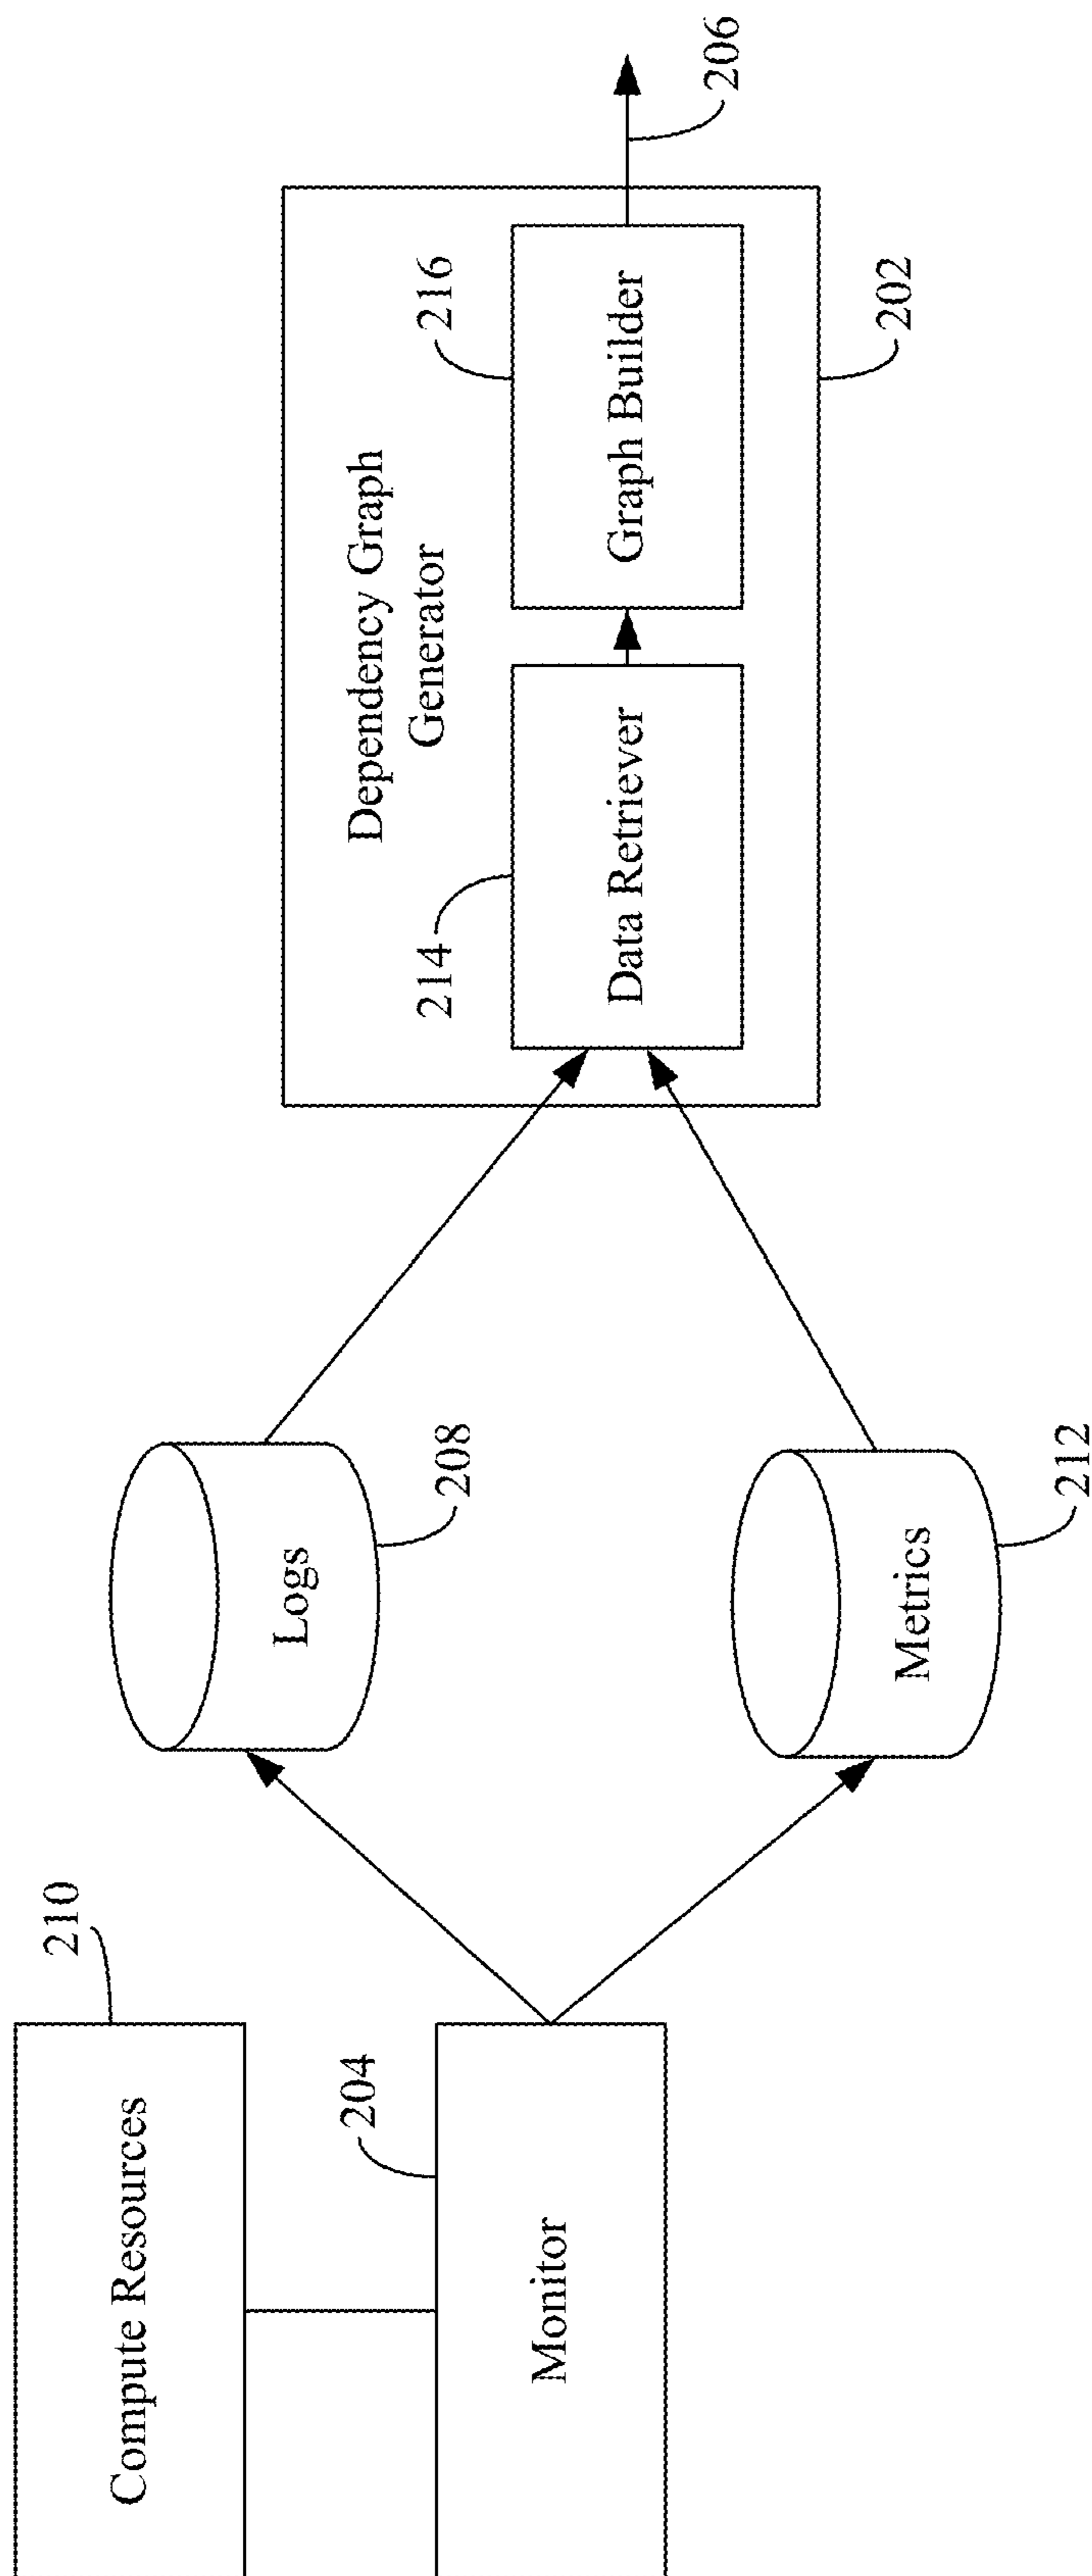 Compute Resources
210
204
Monitor
Logs
208
Metrics
212
Dependency Graph
Generator
214
Data Retriever
216
Graph Builder
202
206